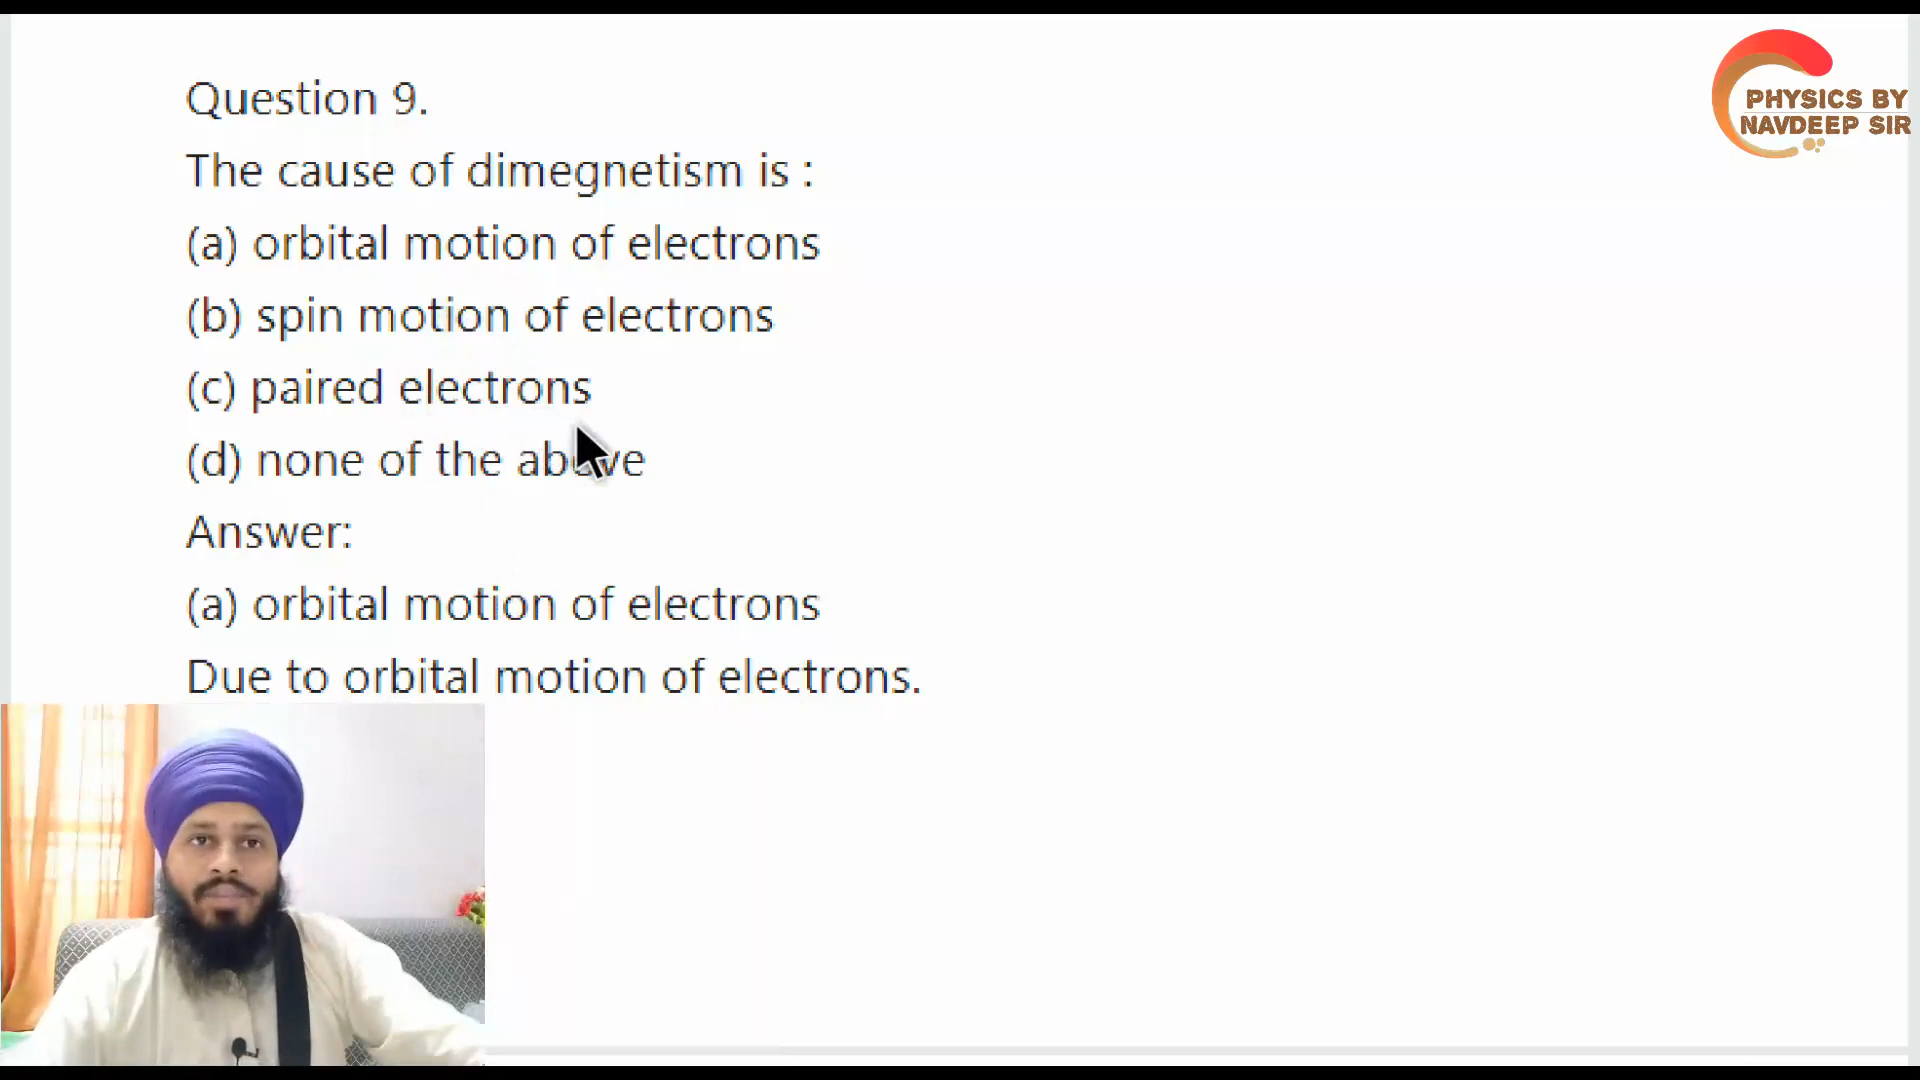 PHYSICS BY
NAVDEEP SIR
Question 9.
The cause of dimegnetism is :
(a) orbital motion of electrons
(b) spin motion of electrons
(c) paired electrons
(d) none of the above
Answer:
(a) orbital motion of electrons
Due to orbital motion of electrons.